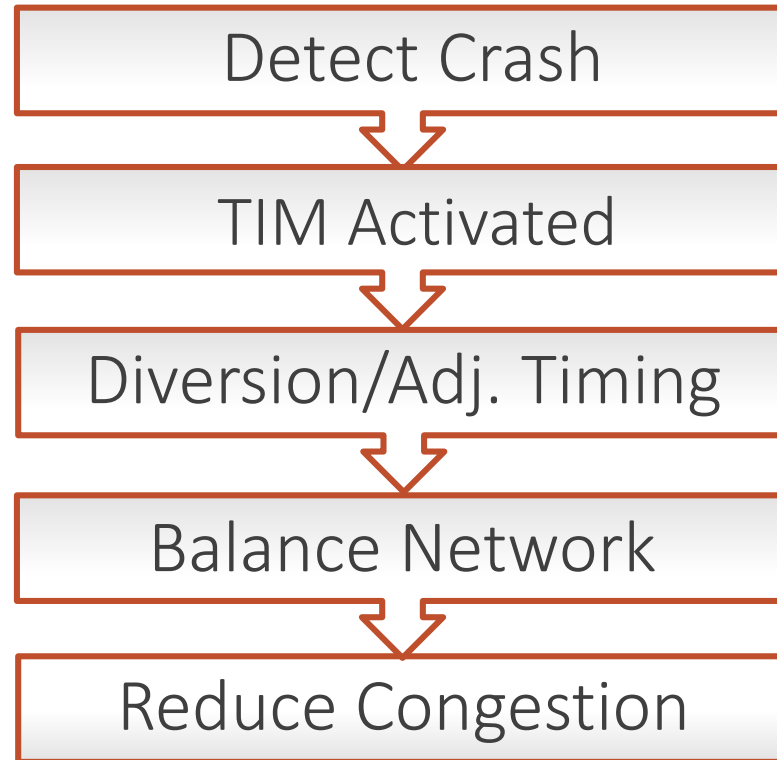 Detect Crash
TIM Activated
Diversion/Adj. Timing
Balance Network
Reduce Congestion